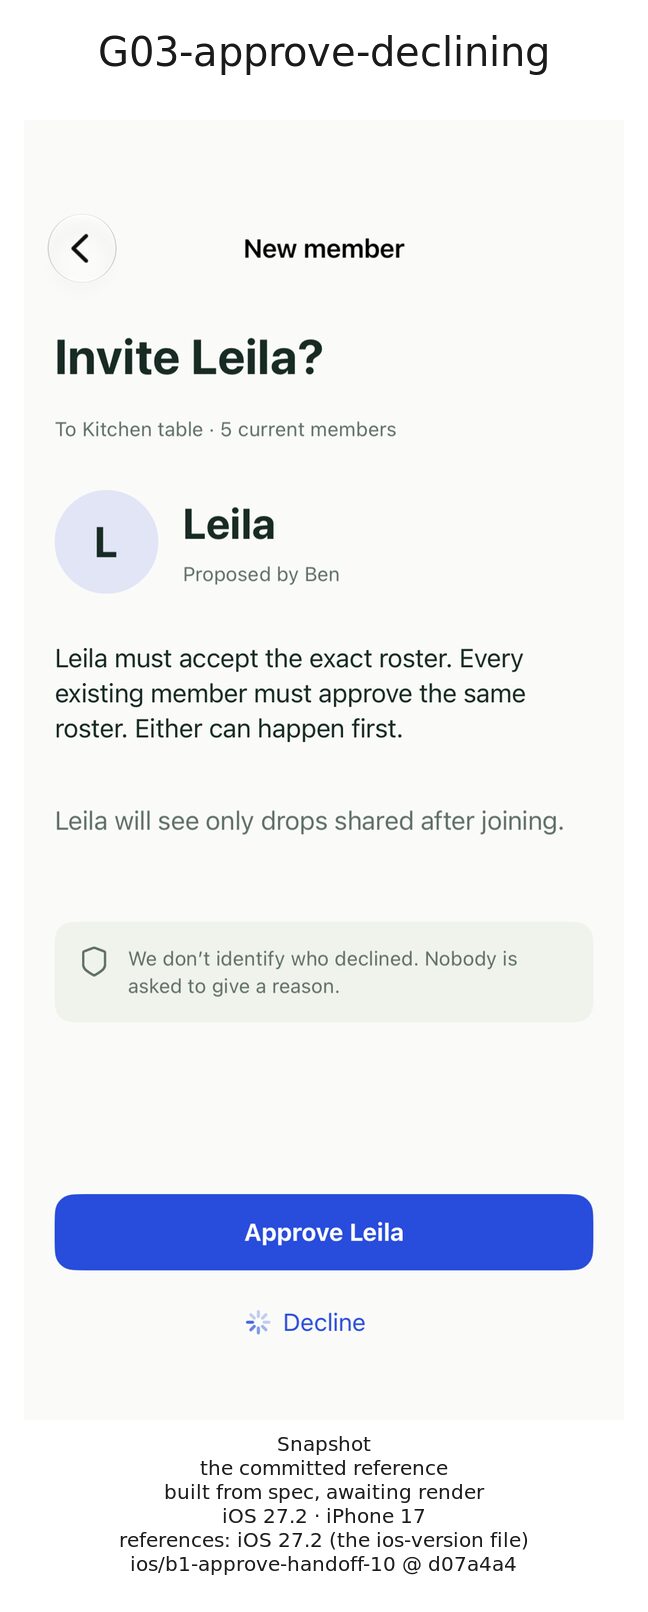 G03-approve-declining
New member
Invite Leila?
To Kitchen table · 5 current members
L
Leila
Proposed by Ben
Leila must accept the exact roster. Every
existing member must approve the same
roster. Either can happen first.
Leila will see only drops shared after joining.
We don’t identify who declined. Nobody is
asked to give a reason.
Approve Leila
Decline
Snapshot
the committed reference
built from spec, awaiting render
iOS 27.2 · iPhone 17
references: iOS 27.2 (the ios-version file)
ios/b1-approve-handoff-10 @ d07a4a4